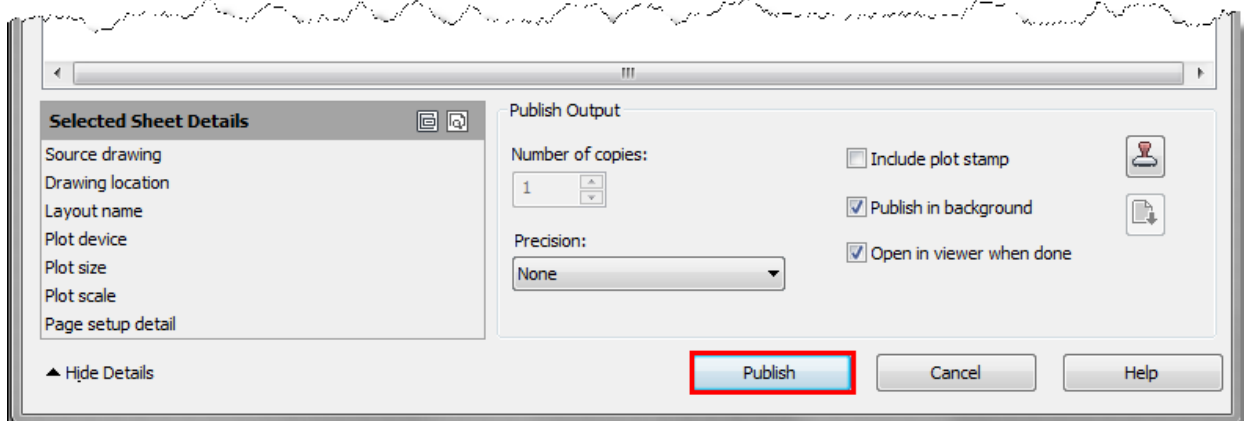 Selected Sheet Details
Source drawing
Drawing location
Layout name
Plot device
Plot size
Plot scale
Page setup detail
Hide Details
Publish Output
Number of copies:
1
Precision:
None
Include plot stamp
Publish in background
Open in viewer when done
Publish
Cancel
Help